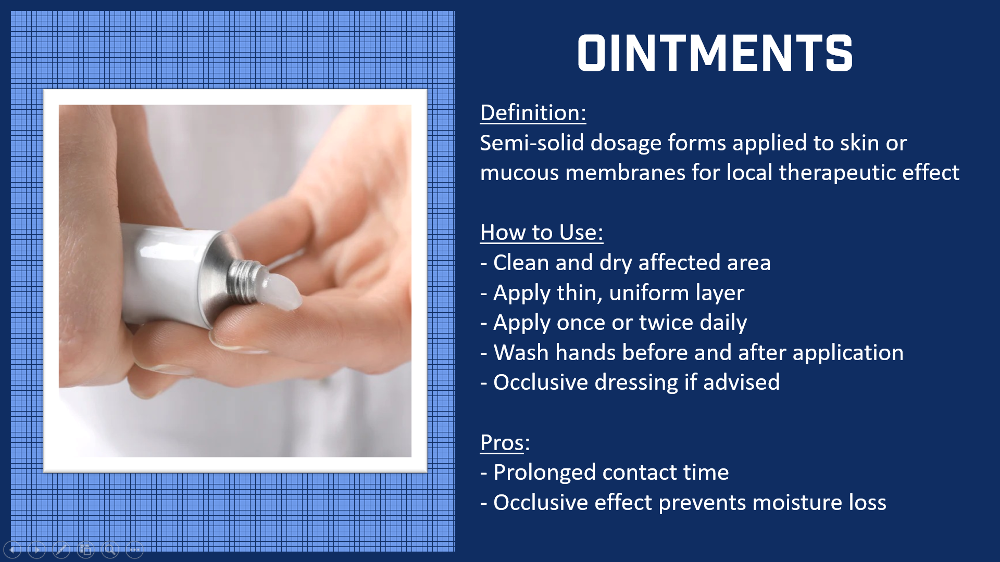 OINTMENTS
Definition:
Semi-solid dosage forms applied to skin or
mucous membranes for local therapeutic effect
How to Use:
- Clean and dry affected area
- Apply thin, uniform layer
- Apply once or twice daily
- Wash hands before and after application
- Occlusive dressing if advised
Pros:
- Prolonged contact time
- Occlusive effect prevents moisture loss